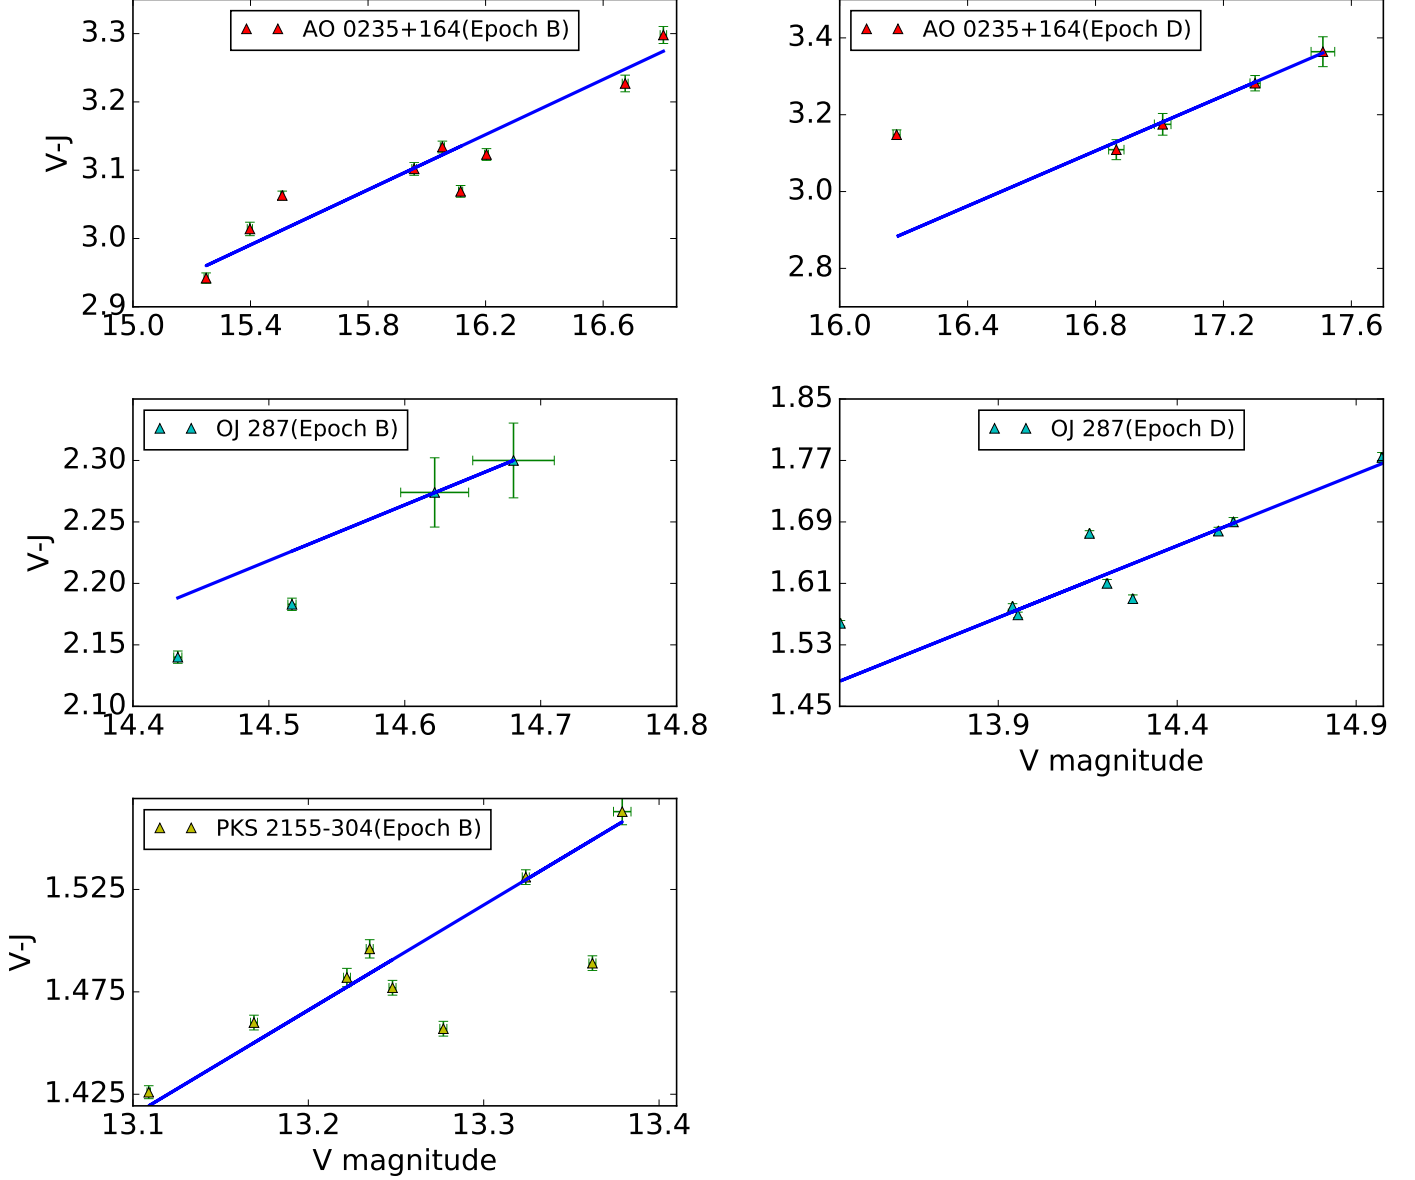 AO 0235+164(Epoch B)
3.3
3.2
3.1
3.0
2.9
V-J
15.0 15.4 15.8 16.2 16.6
AO 0235+164(Epoch D)
3.4
3.2
3.0
2.8
16.0 16.4 16.8 17.2 17.6
OJ 287(Epoch B)
2.30
2.25
2.20
2.15
2.10
V-J
14.4 14.5 14.6 14.7 14.8
OJ 287(Epoch D)
1.85
1.77
1.69
1.61
1.53
1.45
13.9 14.4 14.9
V magnitude
PKS 2155-304(Epoch B)
1.525
1.475
1.425
V-J
13.1 13.2 13.3 13.4
V magnitude